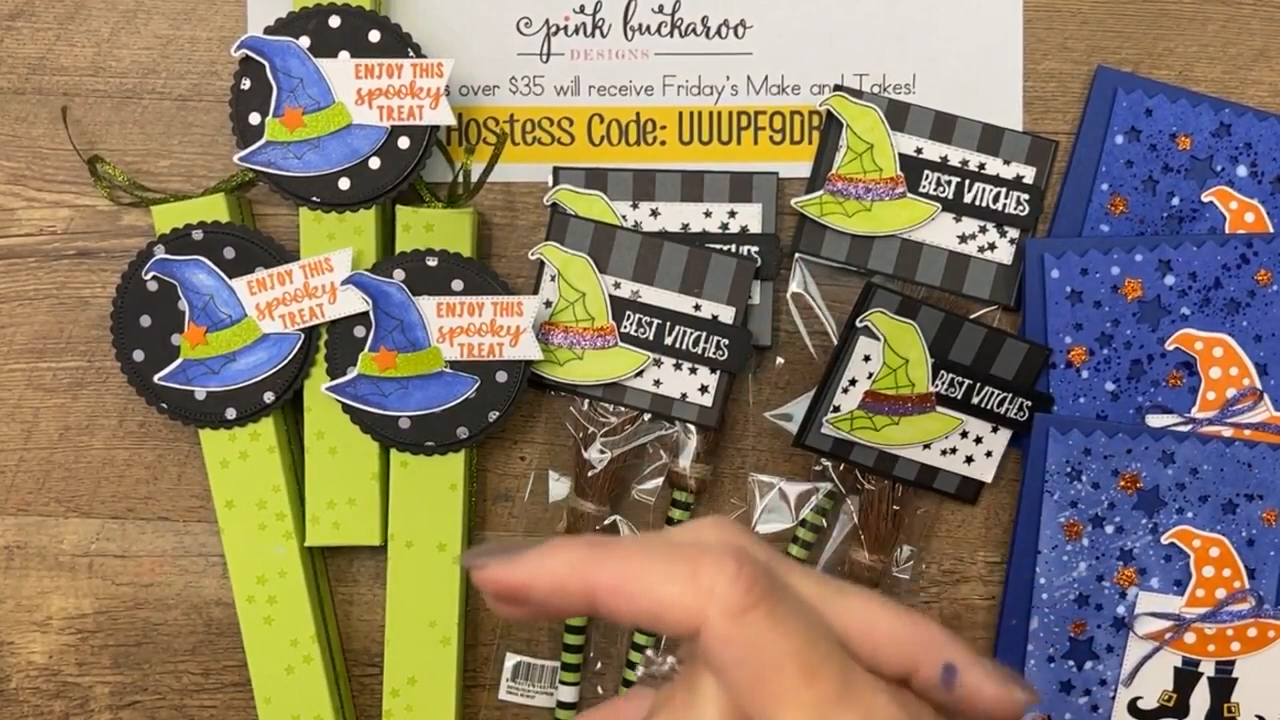 pink buckaroo
DESIGNS
over $35 will receive Friday's Make and Takes!
Hostess Code: UUUPF9DR
ENJOY THIS
spooky
TREAT
ENJOY THIS
spooky
TREAT
ENJOY THIS
spooky
TREAT
BEST WITCHES
BEST WITCHES
BEST WITCHES